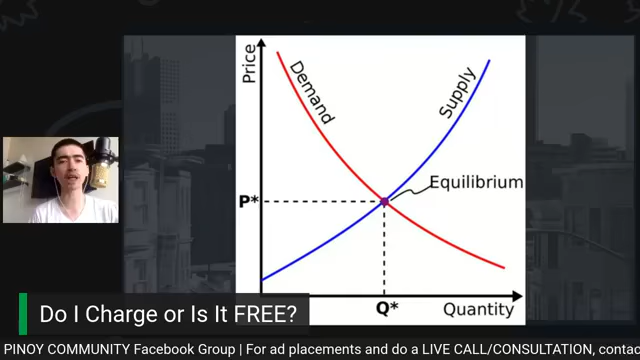 Price
Demand
Supply
Equilibrium
P*
Q*
Quantity
Do I Charge or Is It FREE?
PINOY COMMUNITY Facebook Group | For ad placements and do a LIVE CALL/CONSULTATION, contac